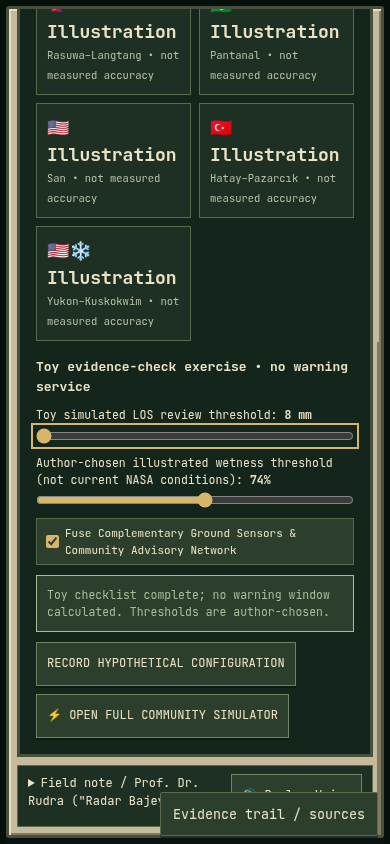 Illustration
Rasuwa–Langtang • not
measured accuracy
Illustration
Pantanal • not
measured accuracy
Illustration
San • not measured
accuracy
Illustration
Hatay–Pazarcık • not
measured accuracy
Illustration
Yukon–Kuskokwim • not
measured accuracy
Toy evidence-check exercise • no warning
service
Toy simulated LOS review threshold: 8 mm
Author-chosen illustrated wetness threshold
(not current NASA conditions): 74%
Fuse Complementary Ground Sensors &
Community Advisory Network
Toy checklist complete; no warning window
calculated. Thresholds are author-chosen.
RECORD HYPOTHETICAL CONFIGURATION
⚡ OPEN FULL COMMUNITY SIMULATOR
▶ Field note / Prof. Dr.
Rudra ("Radar
Evidence trail / sources